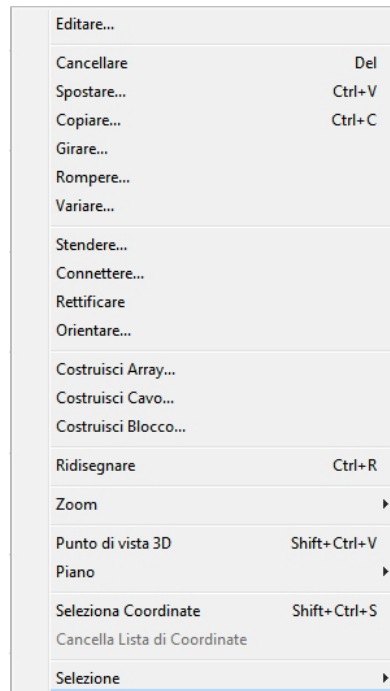 Editare...
Cancellare Del
Spostare... Ctrl+V
Copiare... Ctrl+C
Girare...
Rompere...
Variare...
Stendere...
Connettere...
Rettificare
Orientare...
Costruisci Array...
Costruisci Cavo...
Costruisci Blocco...
Ridisegnare Ctrl+R
Zoom
Punto di vista 3D Shift+Ctrl+V
Piano
Seleziona Coordinate Shift+Ctrl+S
Cancella Lista di Coordinate
Selezione